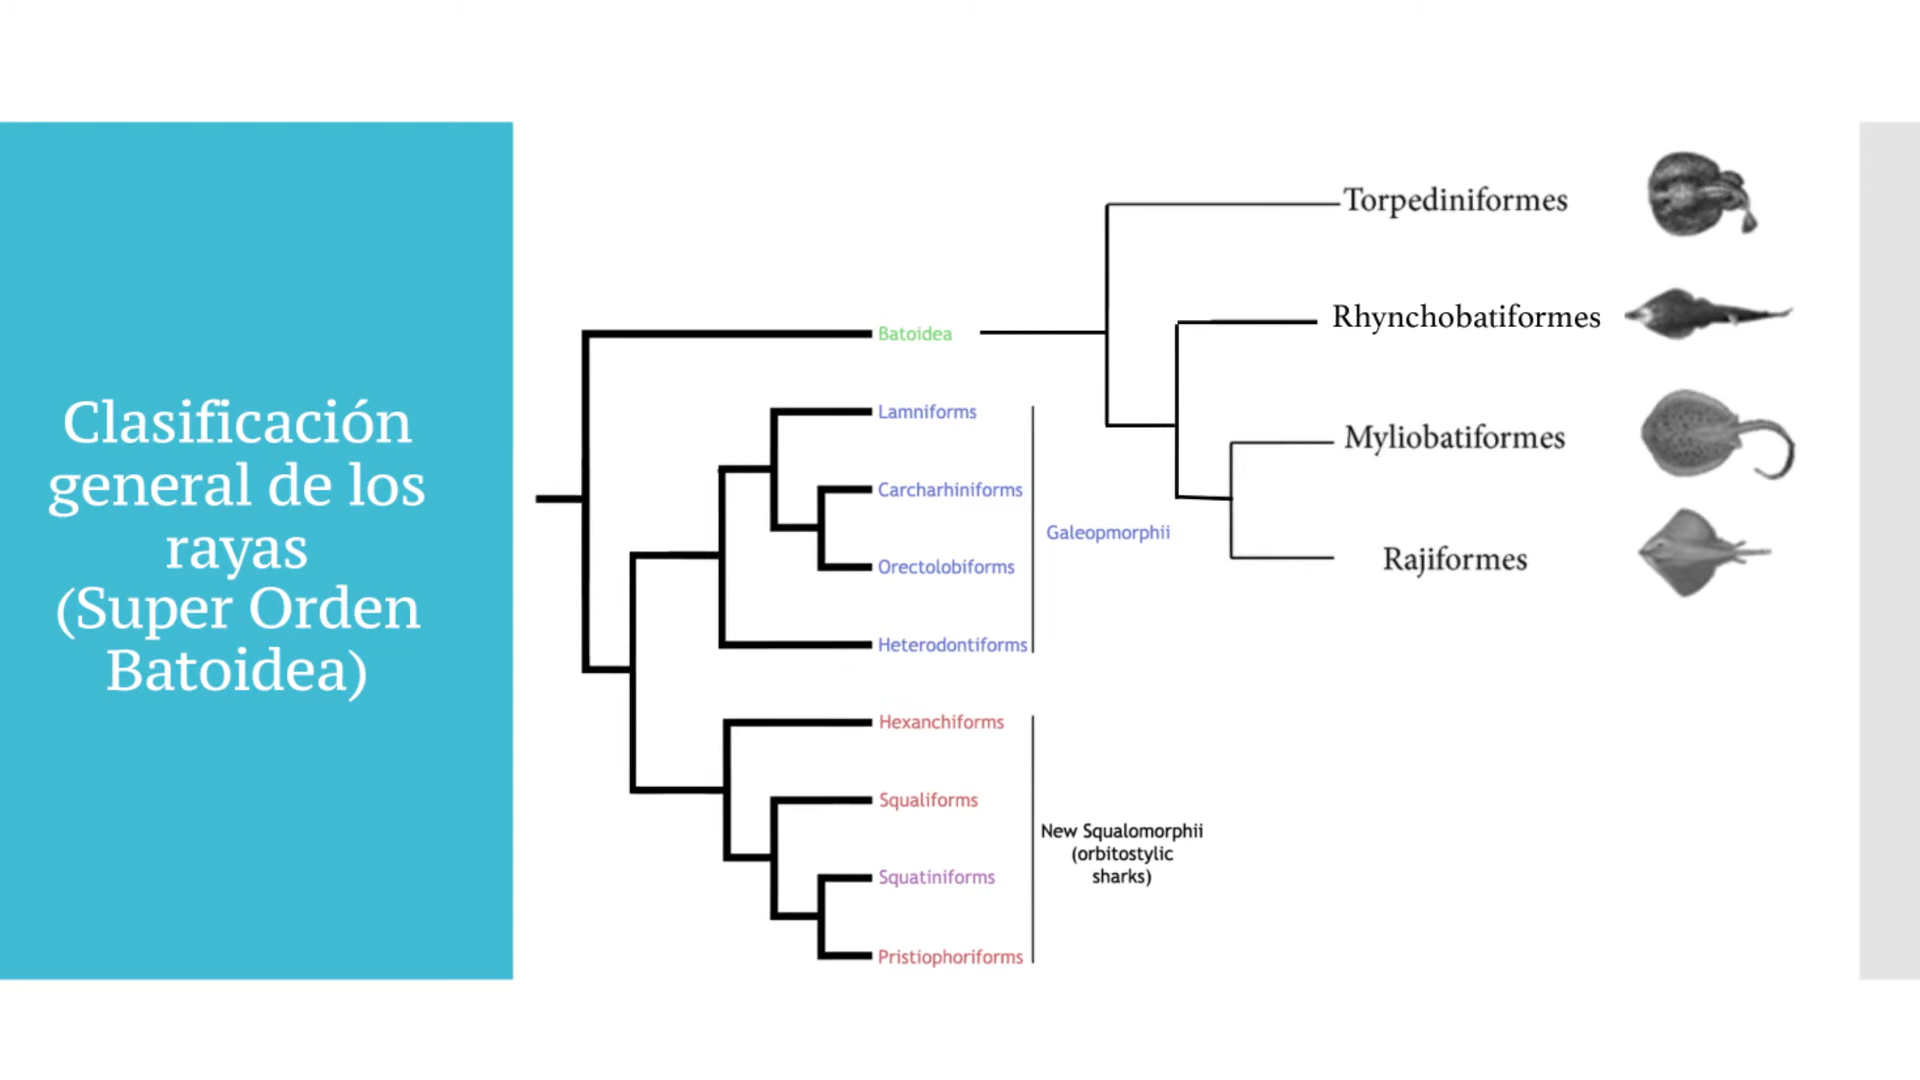 Clasificación
general de los
rayas
(Super Orden
Batoidea)
Batoidea
Lamniforms
Carcharhiniforms
Orectolobiforms
Heterodontiforms
Galeopmorphii
Hexanchiforms
Squaliforms
Squatiniforms
Pristiophoriforms
New Squalomorphii
(orbitostylic
sharks)
Torpediniformes
Rhynchobatiformes
Myliobatiformes
Rajiformes